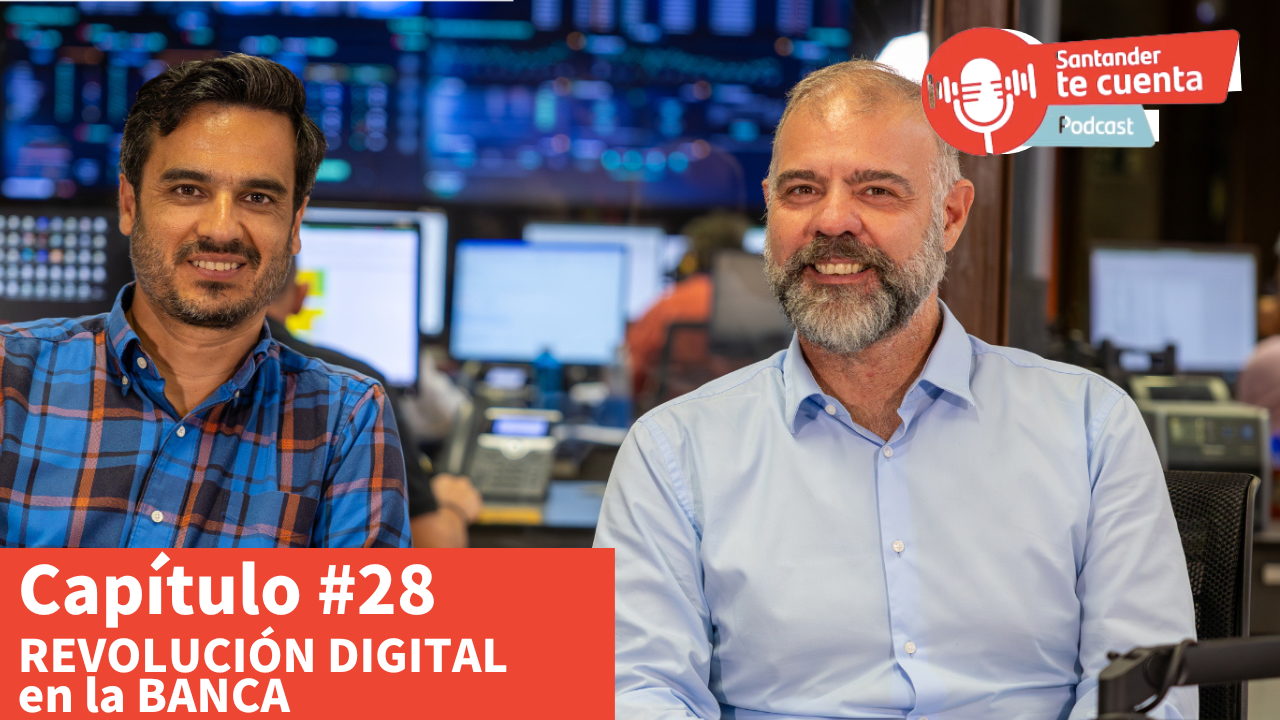 Santander
te cuenta
Podcast
Capítulo #28
REVOLUCIÓN DIGITAL
en la BANCA